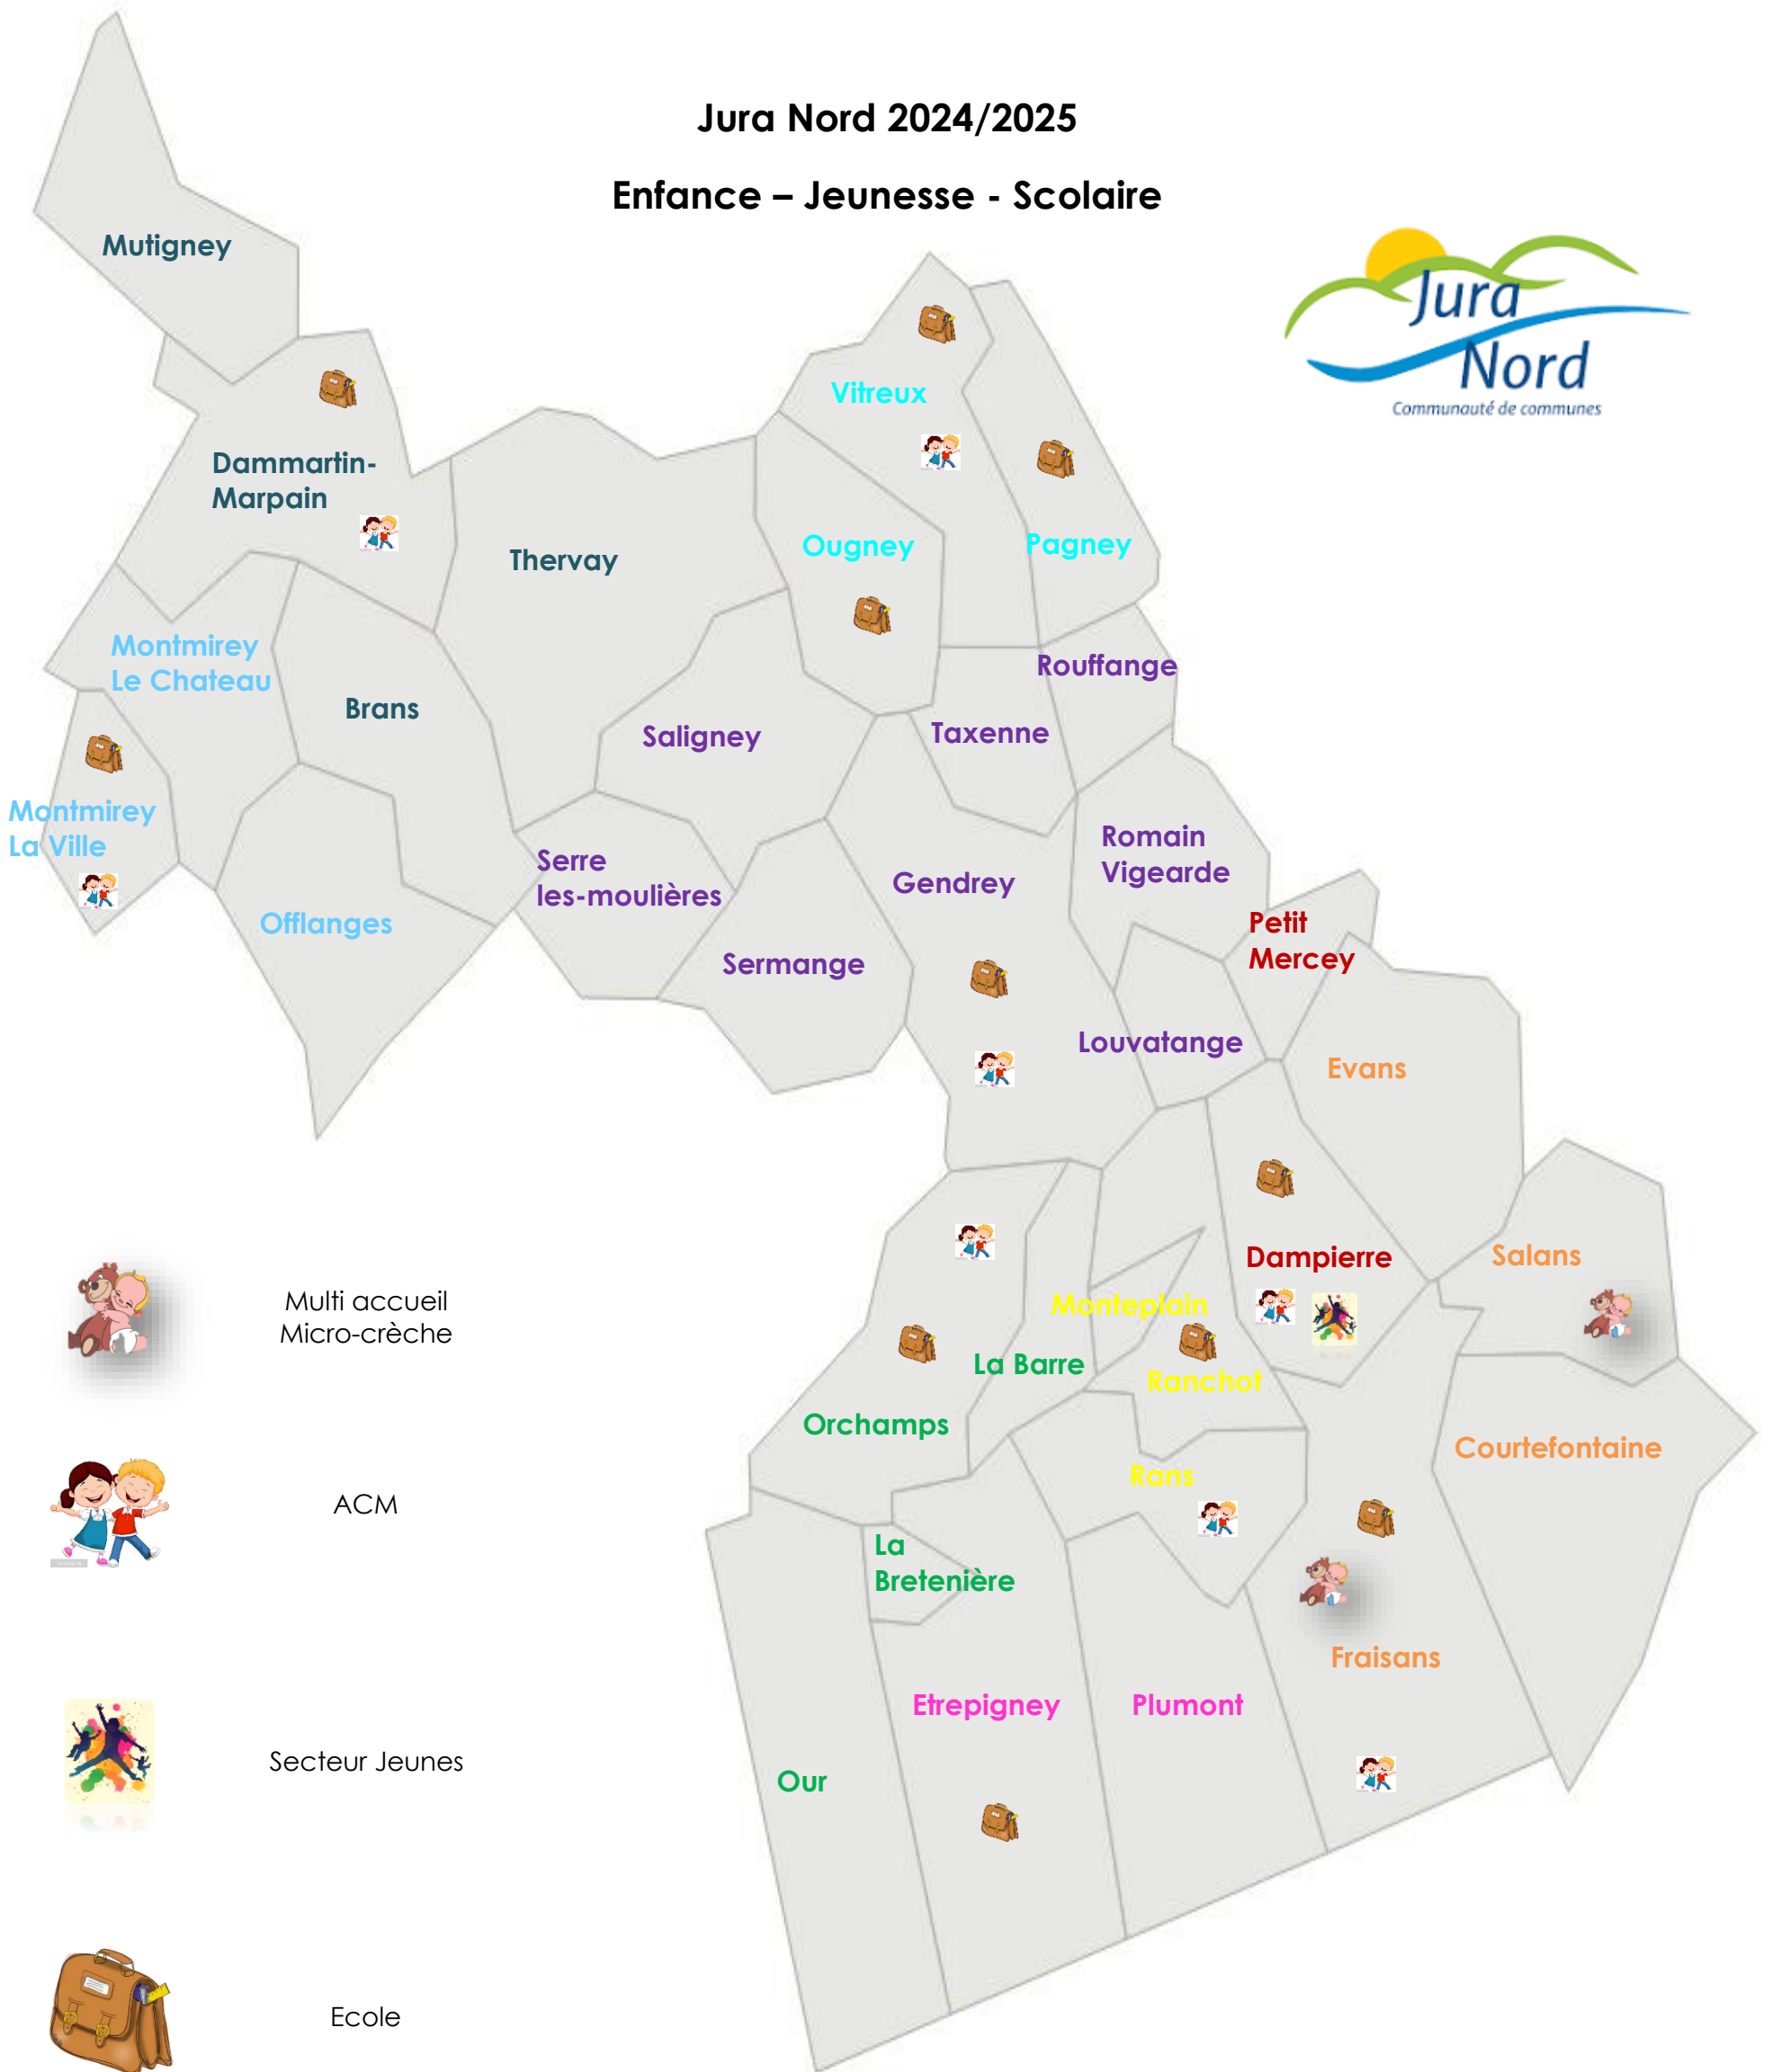 Jura Nord 2024/2025
Enfance – Jeunesse - Scolaire
Jura
Nord
Communauté de communes
Mutigney
Vitreux
Dammartin-
Marpain
Thervay
Ougney
Pagney
Montmirey
Le Chateau
Rouffange
Brans
Saligney
Taxenne
Montmirey
La Ville
Romain
Vigearde
Serre
les-moulières
Gendrey
Offlanges
Petit
Mercey
Sermange
Louvatange
Evans
Dampierre
Salans
Multi accueil
Micro-crèche
Monteplain
La Barre
Ranchot
Orchamps
Courtefontaine
Rans
ACM
La
Bretenière
Fraisans
Etrepigney
Plumont
Secteur Jeunes
Our
Ecole